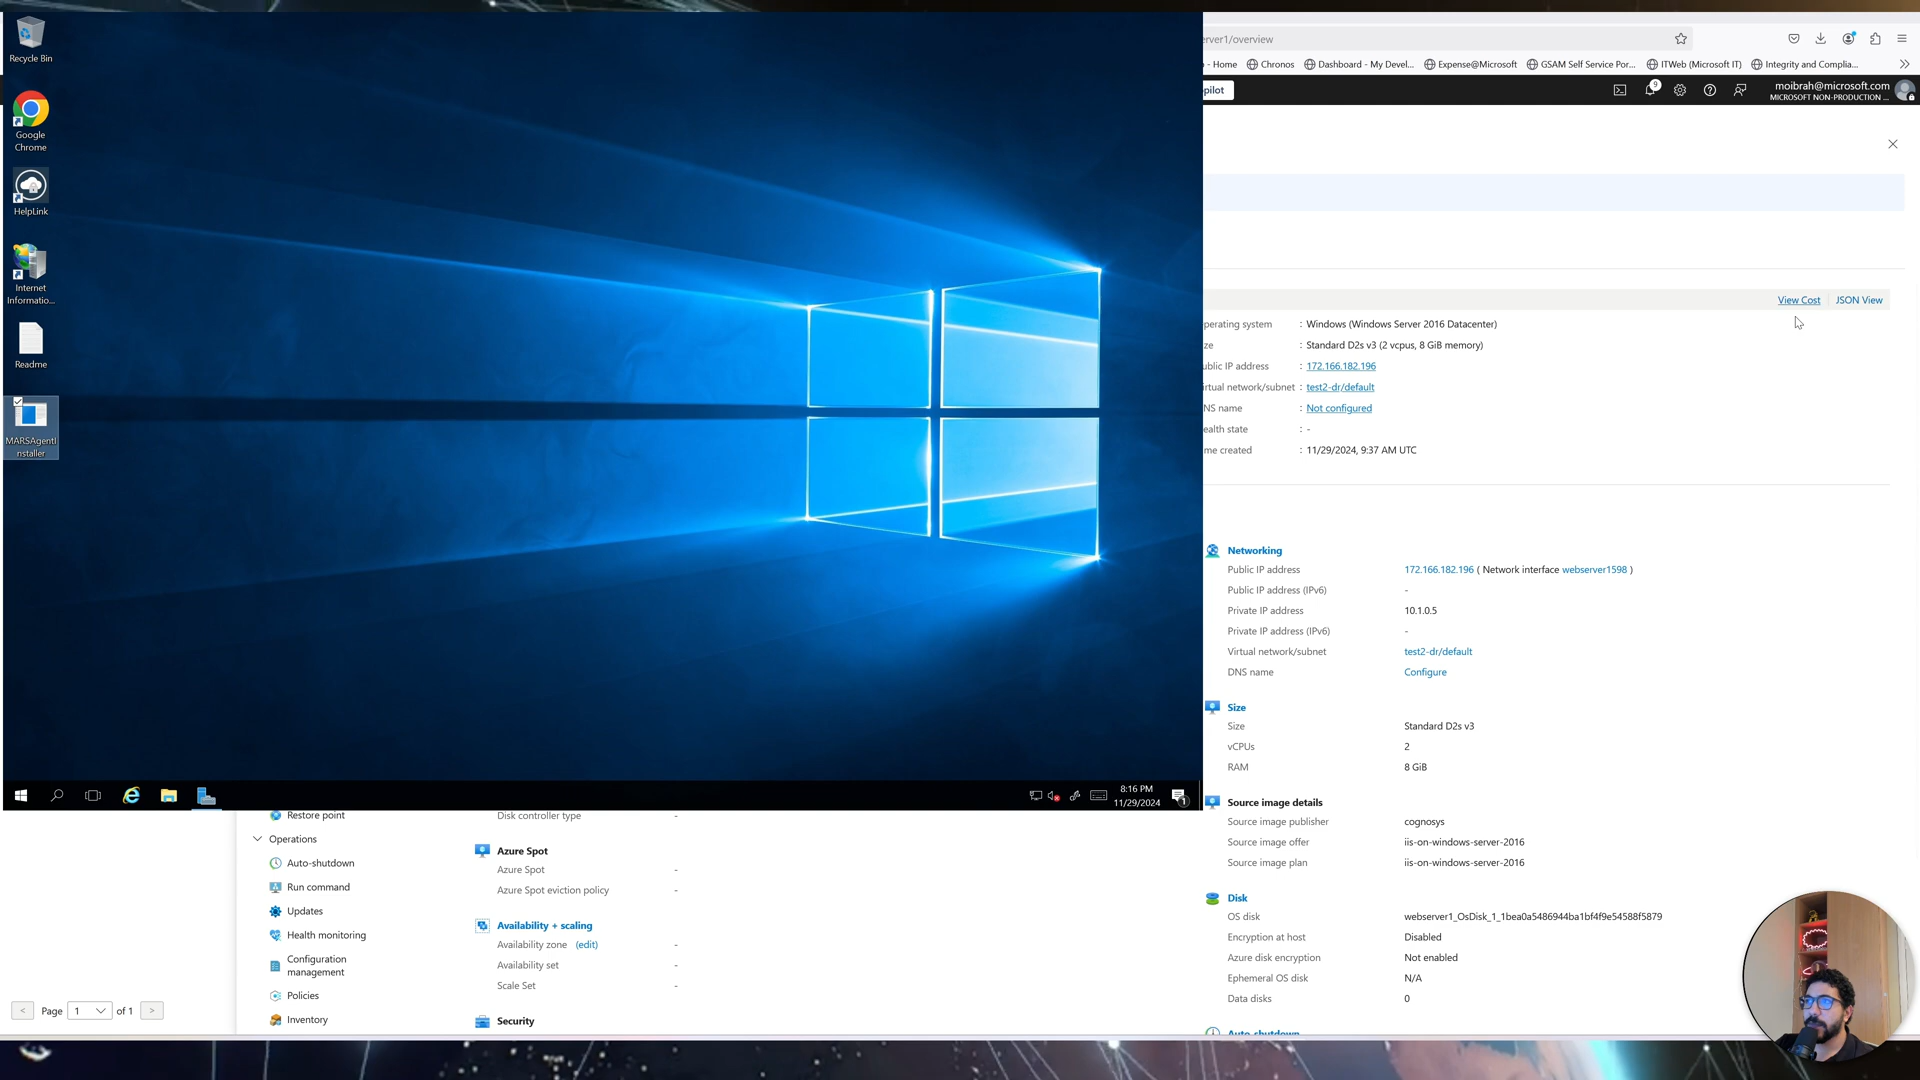 Recycle Bin
Google
Chrome
HelpLink
Internet
Informatio...
Readme
MARSAgentI
nstaller
8:16 PM
11/29/2024
1
erver1/overview
- Home
Chronos
Dashboard - My Devel...
Expense@Microsoft
GSAM Self Service Por...
ITWeb (Microsoft IT)
Integrity and Complia...
pilot
9
moibrah@microsoft.com
MICROSOFT NON-PRODUCTION ...
View Cost
JSON View
perating system : Windows (Windows Server 2016 Datacenter)
ze : Standard D2s v3 (2 vcpus, 8 GiB memory)
ublic IP address : 172.166.182.196
irtual network/subnet : test2-dr/default
NS name : Not configured
ealth state : -
me created : 11/29/2024, 9:37 AM UTC
Networking
Public IP address 172.166.182.196 ( Network interface webserver1598 )
Public IP address (IPv6) -
Private IP address 10.1.0.5
Private IP address (IPv6) -
Virtual network/subnet test2-dr/default
DNS name Configure
Size
Size Standard D2s v3
vCPUs 2
RAM 8 GiB
Source image details
Source image publisher cognosys
Source image offer iis-on-windows-server-2016
Source image plan iis-on-windows-server-2016
Disk
OS disk webserver1_OsDisk_1_1bea0a5486944ba1bf4f9e54588f5879
Encryption at host Disabled
Azure disk encryption Not enabled
Ephemeral OS disk N/A
Data disks 0
Auto-shutdown
Restore point
Operations
Auto-shutdown
Run command
Updates
Health monitoring
Configuration
management
Policies
Inventory
Disk controller type -
Azure Spot
Azure Spot -
Azure Spot eviction policy -
Availability + scaling
Availability zone (edit) -
Availability set -
Scale Set -
Security
< Page 1 of 1 >